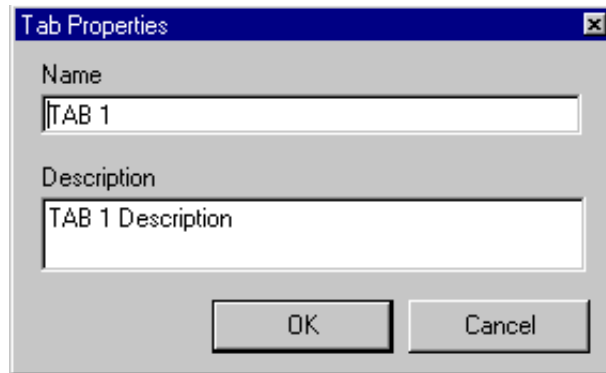 Tab Properties
Name
TAB 1
Description
TAB 1 Description
OK Cancel